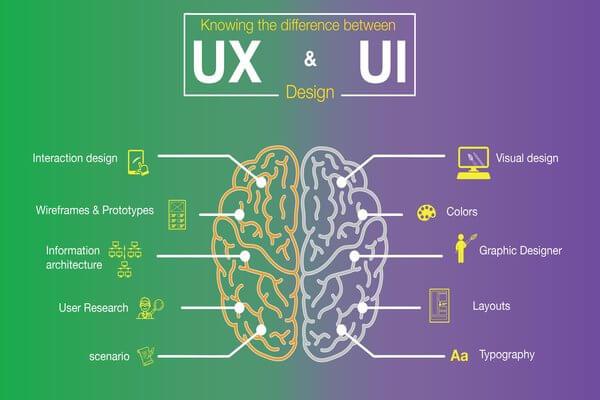 Knowing the difference between
UX & UI
Design
Interaction design
Visual design
Wireframes & Prototypes
Colors
Information
architecture
Graphic Designer
User Research
Layouts
scenario
Aa Typography